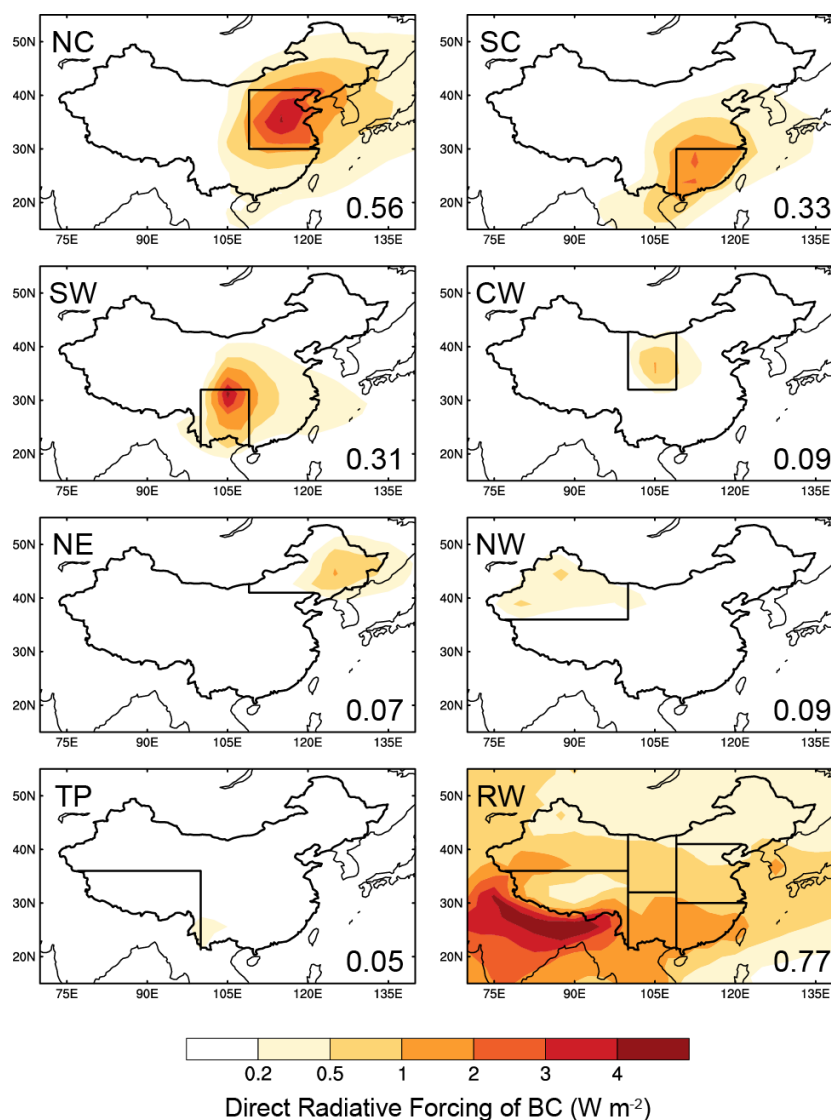 NC
50N
40N
30N
20N
0.56
75E 90E 105E 120E 135E
SC
50N
40N
30N
20N
0.33
75E 90E 105E 120E 135E
SW
50N
40N
30N
20N
0.31
75E 90E 105E 120E 135E
CW
50N
40N
30N
20N
0.09
75E 90E 105E 120E 135E
NE
50N
40N
30N
20N
0.07
75E 90E 105E 120E 135E
NW
50N
40N
30N
20N
0.09
75E 90E 105E 120E 135E
TP
50N
40N
30N
20N
0.05
75E 90E 105E 120E 135E
RW
50N
40N
30N
20N
0.77
75E 90E 105E 120E 135E
0.2 0.5 1 2 3 4
Direct Radiative Forcing of BC (W m-2)